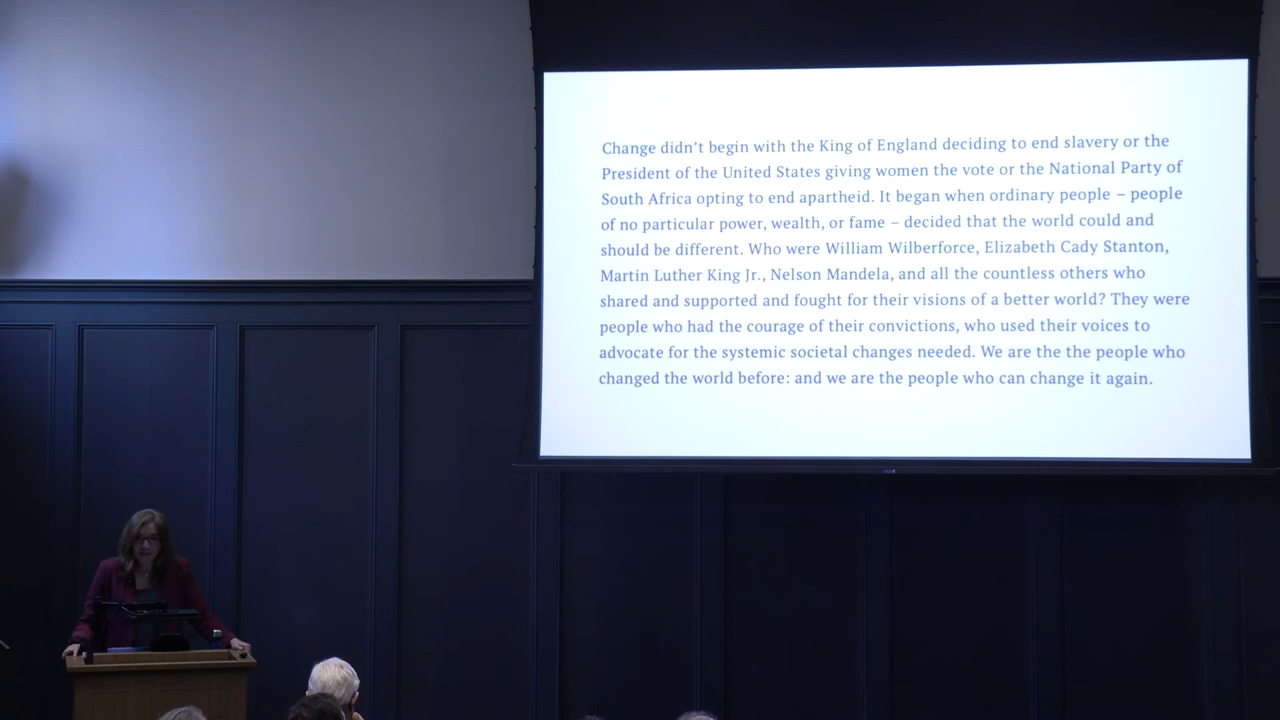 Change didn't begin with the King of England deciding to end slavery or the
President of the United States giving women the vote or the National Party of
South Africa opting to end apartheid. It began when ordinary people – people
of no particular power, wealth, or fame – decided that the world could and
should be different. Who were William Wilberforce, Elizabeth Cady Stanton,
Martin Luther King Jr., Nelson Mandela, and all the countless others who
shared and supported and fought for their visions of a better world? They were
people who had the courage of their convictions, who used their voices to
advocate for the systemic societal changes needed. We are the the people who
changed the world before: and we are the people who can change it again.